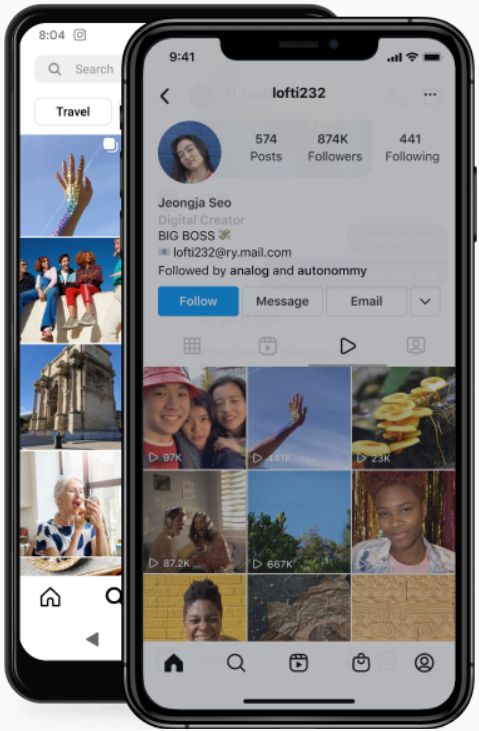 8:04
Search
Travel
9:41
lofti232
574
874K
441
Posts
Followers
Following
Jeongja Seo
Digital Creator
BIG BOSS
lofti232@ry.mail.com
Followed by analog and autonommy
Follow
Message
Email
97K
441K
23K
87.2K
667K